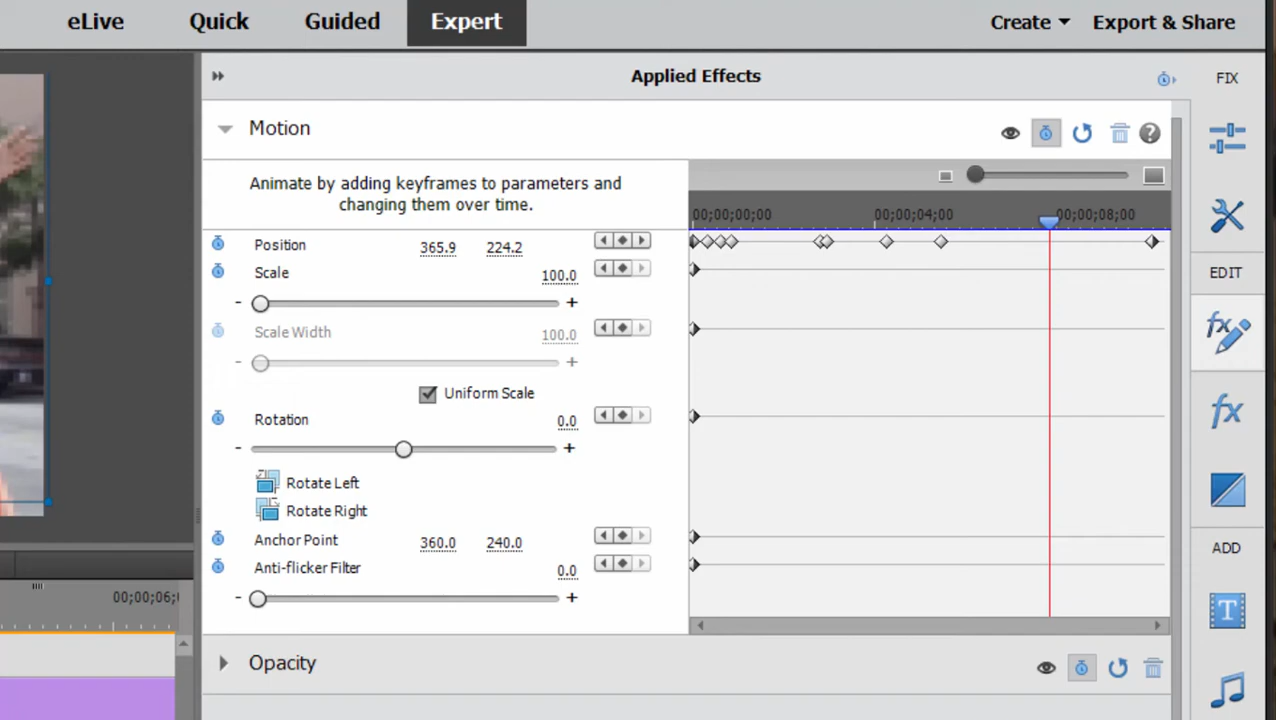 eLive Quick Guided Expert Create Export & Share
Applied Effects FIX
Motion
Animate by adding keyframes to parameters and
changing them over time.
00;00;00;00 00;00;04;00 00;00;08;00
Position 365.9 224.2
Scale 100.0
- +
EDIT
Scale Width 100.0
- +
Uniform Scale
Rotation 0.0
- +
Rotate Left
Rotate Right
Anchor Point 360.0 240.0
ADD
Anti-flicker Filter 0.0
- +
00;00;06;
Opacity